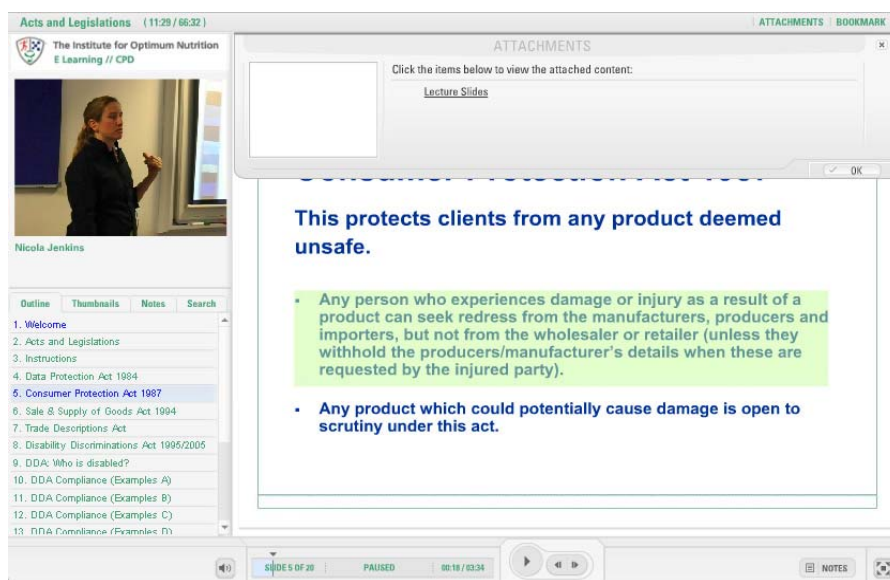 Acts and Legislations ( 11:29 / 66:32 )
ATTACHMENTS BOOKMARK
The Institute for Optimum Nutrition
E Learning // CPD
ATTACHMENTS
Click the items below to view the attached content:
Lecture Slides
OK
Nicola Jenkins
Consumer Protection Act 1987
This protects clients from any product deemed
unsafe.
▪ Any person who experiences damage or injury as a result of a
product can seek redress from the manufacturers, producers and
importers, but not from the wholesaler or retailer (unless they
withhold the producers/manufacturer's details when these are
requested by the injured party).
▪ Any product which could potentially cause damage is open to
scrutiny under this act.
Outline Thumbnails Notes Search
1. Welcome
2. Acts and Legislations
3. Instructions
4. Data Protection Act 1984
5. Consumer Protection Act 1987
6. Sale & Supply of Goods Act 1994
7. Trade Descriptions Act
8. Disability Discriminations Act 1995/2005
9. DDA: Who is disabled?
10. DDA Compliance (Examples A)
11. DDA Compliance (Examples B)
12. DDA Compliance (Examples C)
13. DDA Compliance (Examples D)
SLIDE 5 OF 20 PAUSED 00:18 / 03:34
NOTES